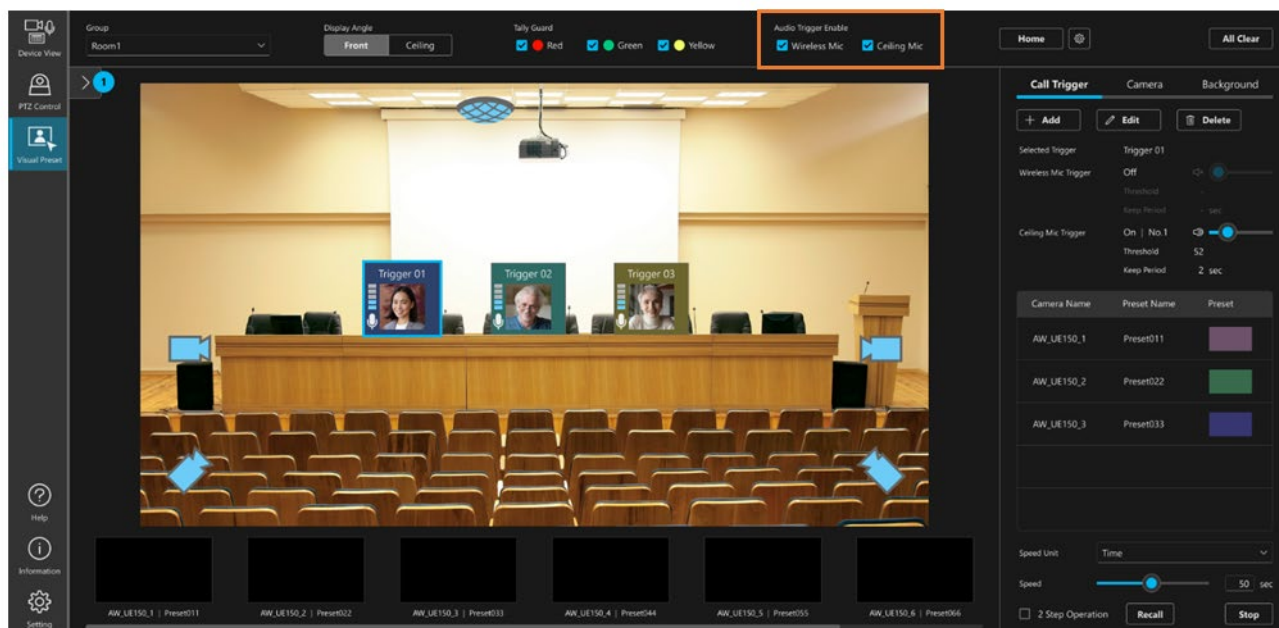 Device View
PTZ Control
Visual Preset
Help
Information
Setting
Group
Room1
Display Angle
Front Ceiling
Tally Guard
Red Green Yellow
Audio Trigger Enable
Wireless Mic Ceiling Mic
Home
All Clear
1
Trigger 01
Trigger 02
Trigger 03
AW_UE150_1 | Preset011
AW_UE150_2 | Preset022
AW_UE150_3 | Preset033
AW_UE150_4 | Preset044
AW_UE150_5 | Preset055
AW_UE150_6 | Preset066
Call Trigger Camera Background
+ Add Edit Delete
Selected Trigger Trigger 01
Wireless Mic Trigger Off
Threshold -
Keep Period - sec
Ceiling Mic Trigger On | No.1
Threshold 52
Keep Period 2 sec
Camera Name Preset Name Preset
AW_UE150_1 Preset011
AW_UE150_2 Preset022
AW_UE150_3 Preset033
Speed Unit Time
Speed 50 sec
2 Step Operation Recall Stop